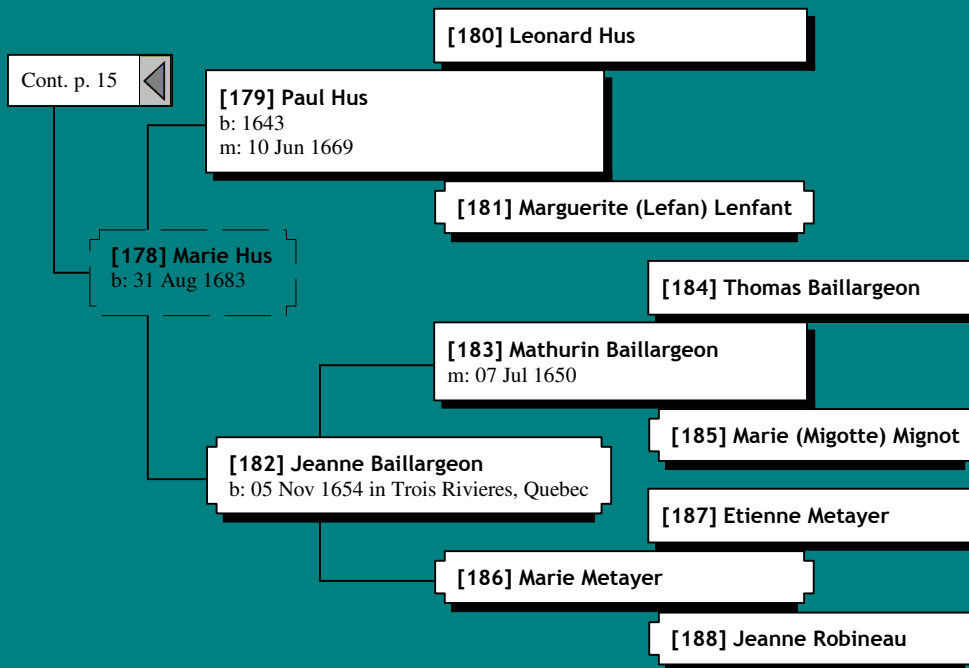 [180] Leonard Hus
Cont. p. 15
[179] Paul Hus
b: 1643
m: 10 Jun 1669
[181] Marguerite (Lefan) Lenfant
[178] Marie Hus
b: 31 Aug 1683
[184] Thomas Baillargeon
[183] Mathurin Baillargeon
m: 07 Jul 1650
[185] Marie (Migotte) Mignot
[182] Jeanne Baillargeon
b: 05 Nov 1654 in Trois Rivieres, Quebec
[187] Etienne Metayer
[186] Marie Metayer
[188] Jeanne Robineau